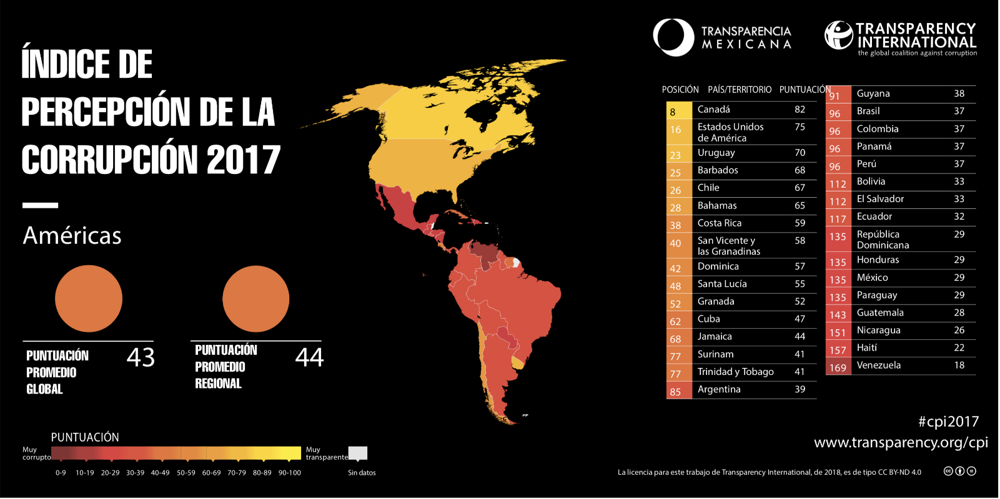 ÍNDICE DE
PERCEPCIÓN DE LA
CORRUPCIÓN 2017
Américas
PUNTUACIÓN
PROMEDIO
GLOBAL
43
PUNTUACIÓN
PROMEDIO
REGIONAL
44
PUNTUACIÓN
Muy
corrupto
0-9 10-19 20-29 30-39 40-49 50-59 60-69 70-79 80-89 90-100
Muy
transparente
Sin datos
TRANSPARENCIA
MEXICANA
TRANSPARENCY
INTERNATIONAL
the global coalition against corruption
POSICIÓN PAÍS/TERRITORIO PUNTUACIÓN
8 Canadá 82
16 Estados Unidos 75
de América
23 Uruguay 70
25 Barbados 68
26 Chile 67
28 Bahamas 65
38 Costa Rica 59
40 San Vicente y 58
las Granadinas
42 Dominica 57
48 Santa Lucía 55
52 Granada 52
62 Cuba 47
68 Jamaica 44
77 Surinam 41
77 Trinidad y Tobago 41
85 Argentina 39
91 Guyana 38
96 Brasil 37
96 Colombia 37
96 Panamá 37
96 Perú 37
112 Bolivia 33
112 El Salvador 33
117 Ecuador 32
135 República 29
Dominicana
135 Honduras 29
135 México 29
135 Paraguay 29
143 Guatemala 28
151 Nicaragua 26
157 Haití 22
169 Venezuela 18
#cpi2017
www.transparency.org/cpi
La licencia para este trabajo de Transparency International, de 2018, es de tipo CC BY-ND 4.0